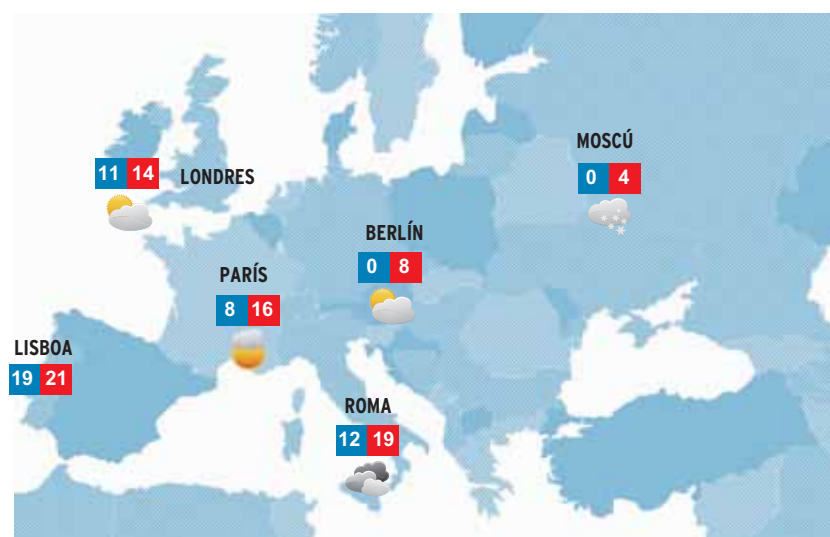 MOSCÚ
0 4
11 14
LONDRES
BERLÍN
0 8
PARÍS
8 16
LISBOA
19 21
ROMA
12 19